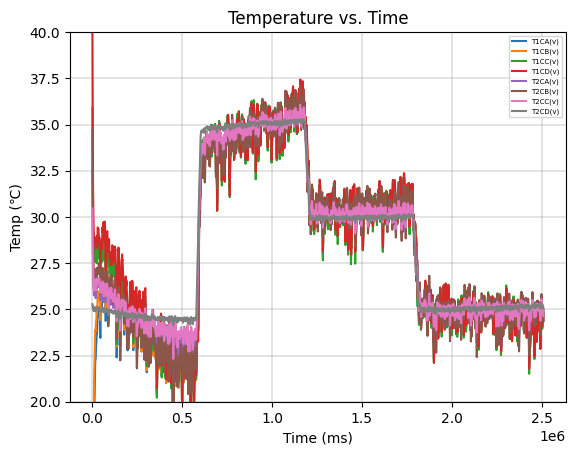 Temperature vs. Time
40.0
37.5
35.0
32.5
30.0
27.5
25.0
22.5
20.0
Temp (℃)
T1CA(v)
T1CB(v)
T1CC(v)
T1CD(v)
T2CA(v)
T2CB(v)
T2CC(v)
T2CD(v)
0.0 0.5 1.0 1.5 2.0 2.5
1e6
Time (ms)